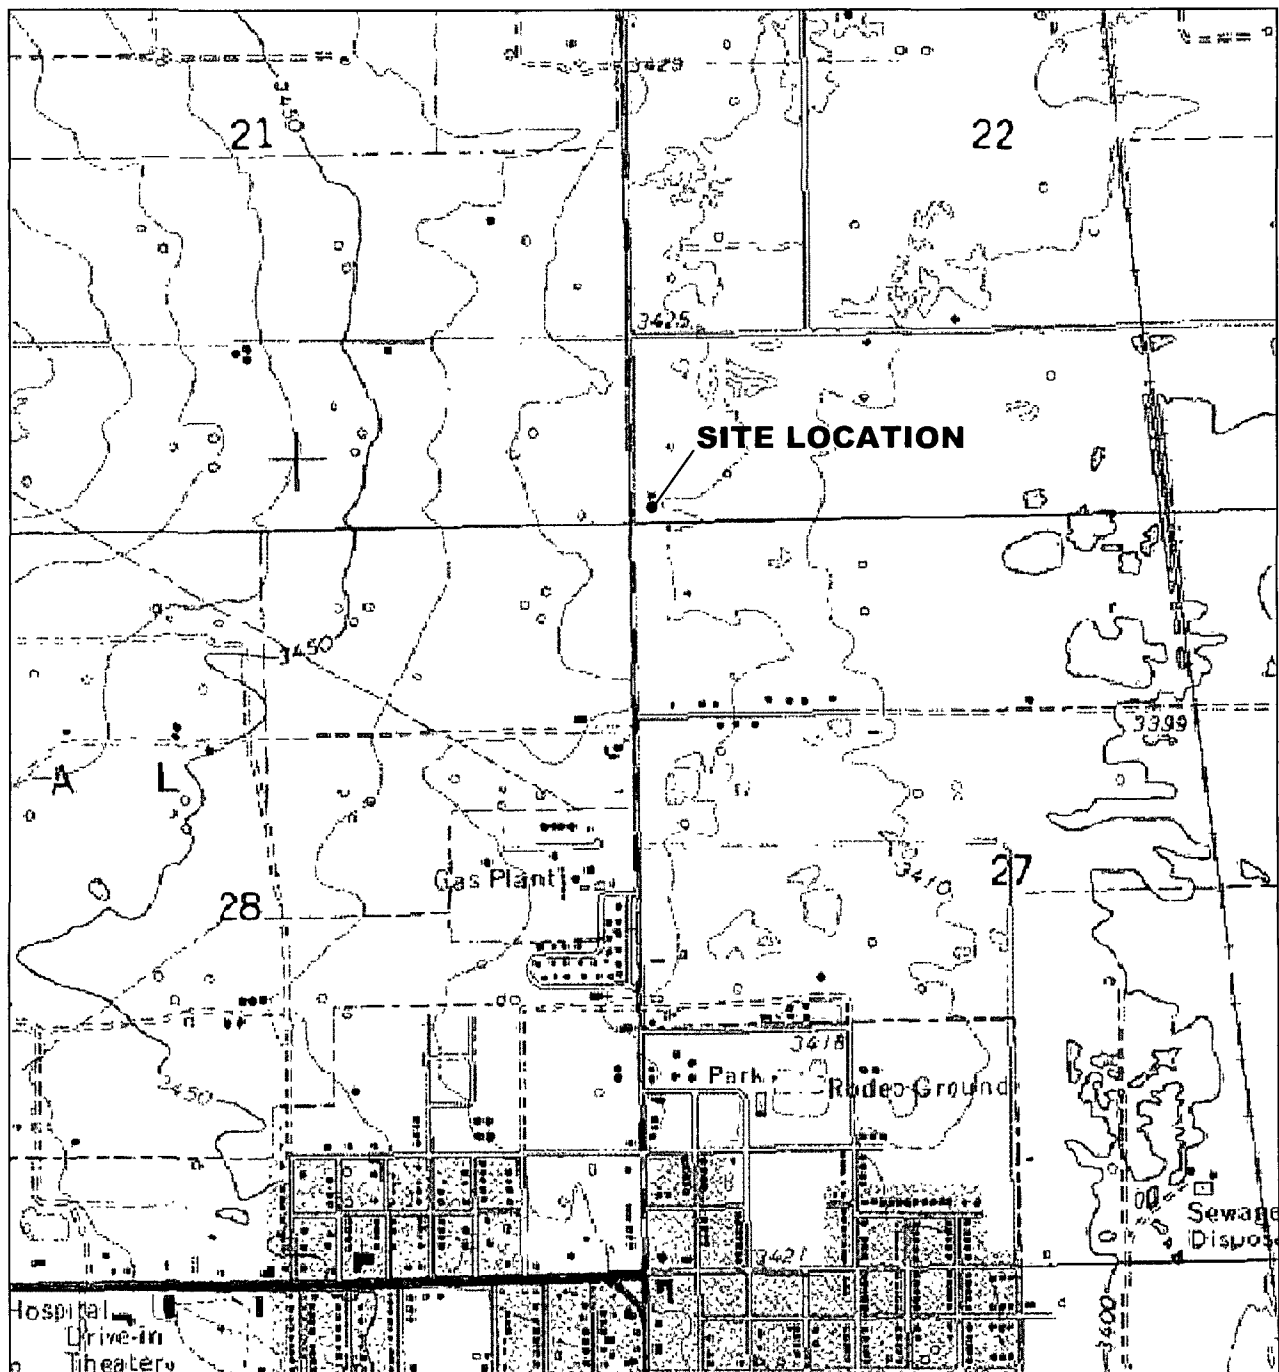 3429
3450
21
22
3425
SITE LOCATION
3450
3399
A L
Gas Plant
3410
27
28
3418
3450
Park
Rodeo Ground
Sewage
Dispos
3421
3400
Hospital
Drive-in
Theater